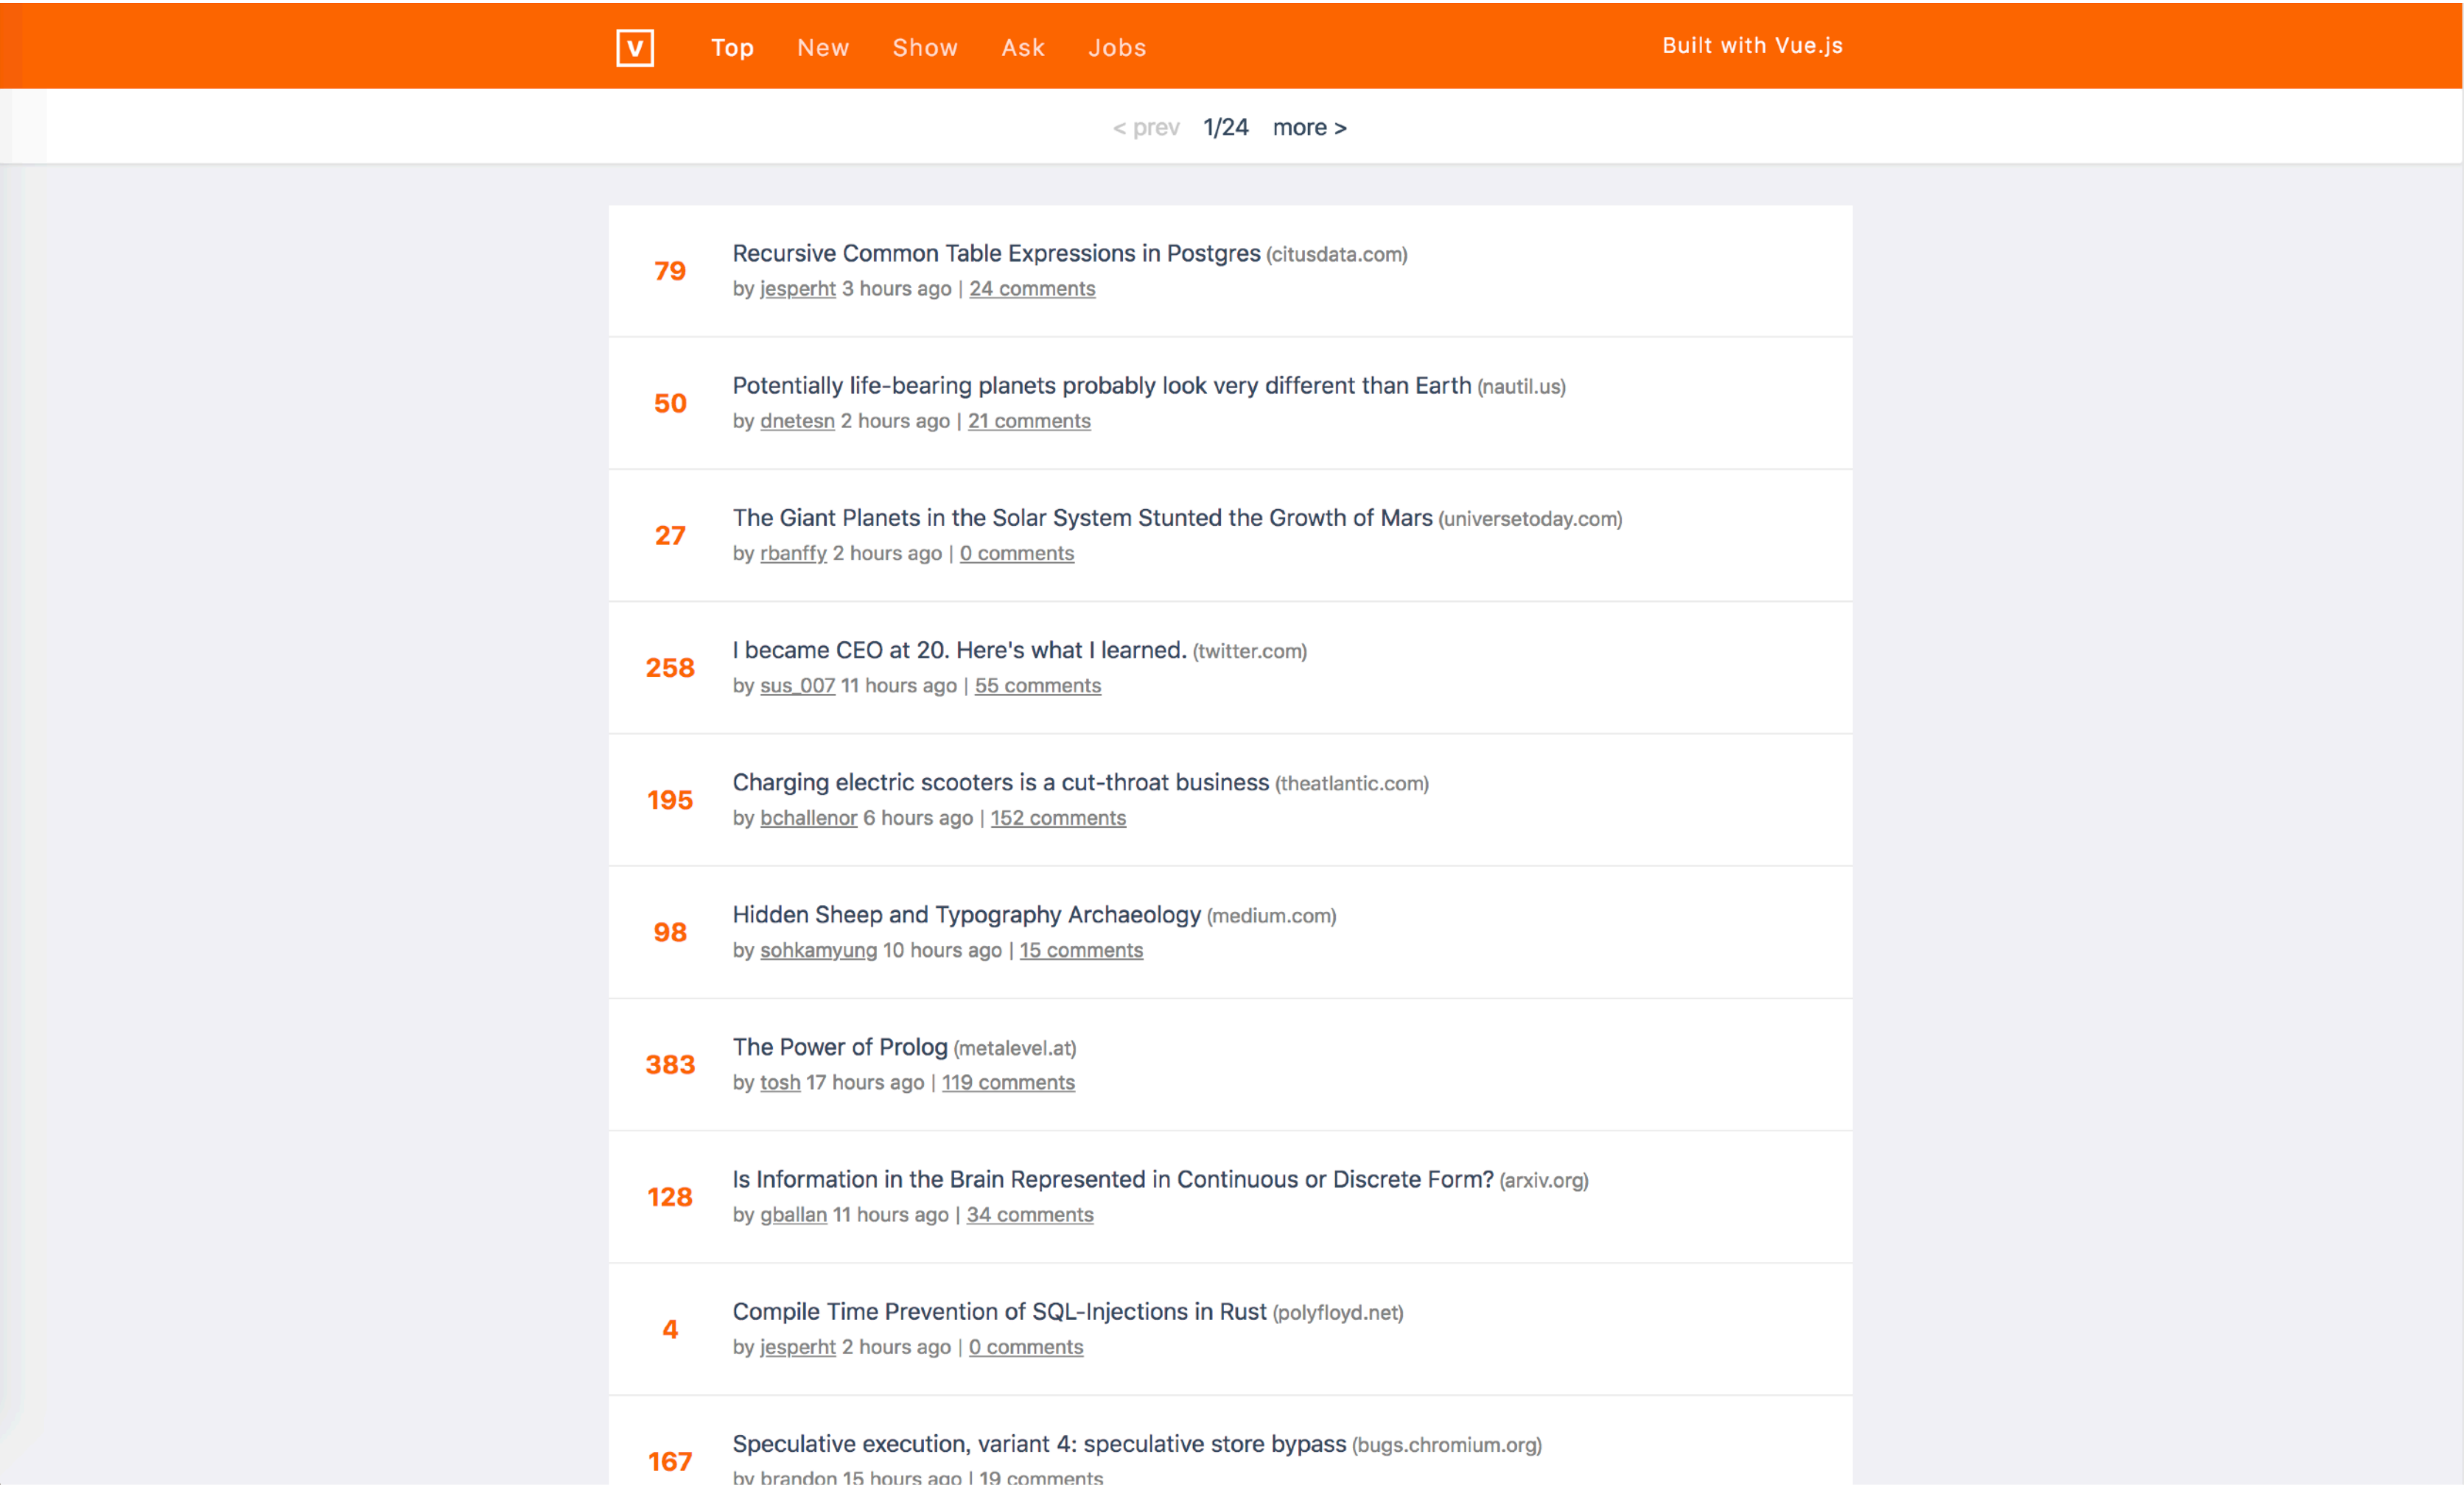 V Top New Show Ask Jobs Built with Vue.js
< prev 1/24 more >
79
Recursive Common Table Expressions in Postgres (citusdata.com)
by jesperht 3 hours ago | 24 comments
50
Potentially life-bearing planets probably look very different than Earth (nautil.us)
by dnetesn 2 hours ago | 21 comments
27
The Giant Planets in the Solar System Stunted the Growth of Mars (universetoday.com)
by rbanffy 2 hours ago | 0 comments
258
I became CEO at 20. Here's what I learned. (twitter.com)
by sus_007 11 hours ago | 55 comments
195
Charging electric scooters is a cut-throat business (theatlantic.com)
by bchallenor 6 hours ago | 152 comments
98
Hidden Sheep and Typography Archaeology (medium.com)
by sohkamyung 10 hours ago | 15 comments
383
The Power of Prolog (metalevel.at)
by tosh 17 hours ago | 119 comments
128
Is Information in the Brain Represented in Continuous or Discrete Form? (arxiv.org)
by gballan 11 hours ago | 34 comments
4
Compile Time Prevention of SQL-Injections in Rust (polyfloyd.net)
by jesperht 2 hours ago | 0 comments
167
Speculative execution, variant 4: speculative store bypass (bugs.chromium.org)
by brandon 15 hours ago | 19 comments